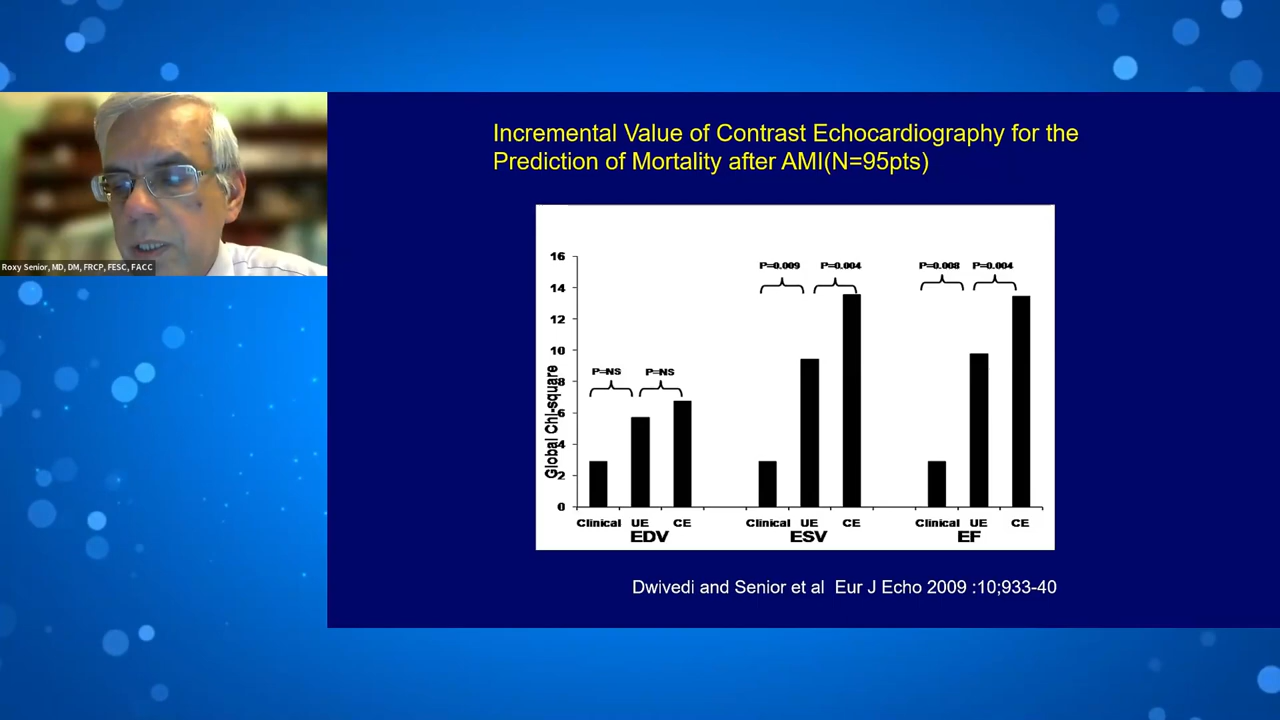 Incremental Value of Contrast Echocardiography for the
Prediction of Mortality after AMI(N=95pts)
Roxy Senior, MD, DM, FRCP, FESC, FACC
16
14
12
10
8
6
4
2
0
Global Chi-square
P=NS P=NS
P=0.009 P=0.004
P=0.008 P=0.004
Clinical UE CE Clinical UE CE Clinical UE CE
EDV ESV EF
Dwivedi and Senior et al Eur J Echo 2009 :10;933-40